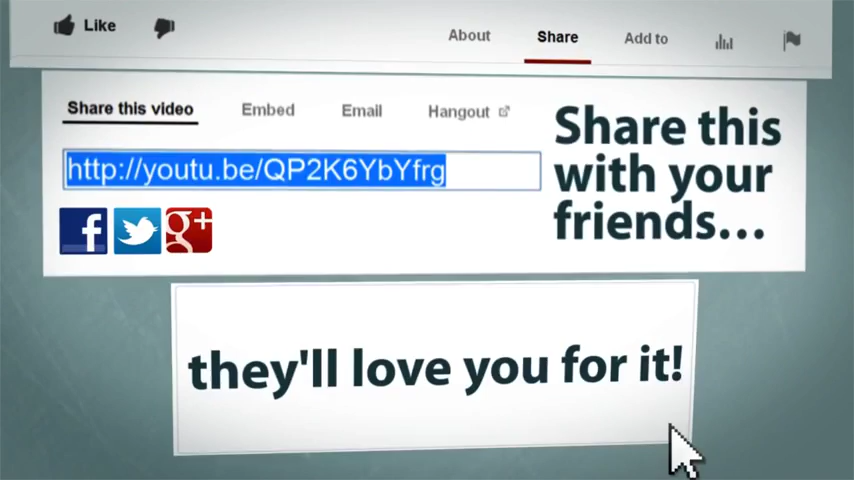 Like
About Share Add to
Share this video Embed Email Hangout
http://youtu.be/QP2K6YbYfrg
f g+
Share this
with your
friends...
they'll love you for it!